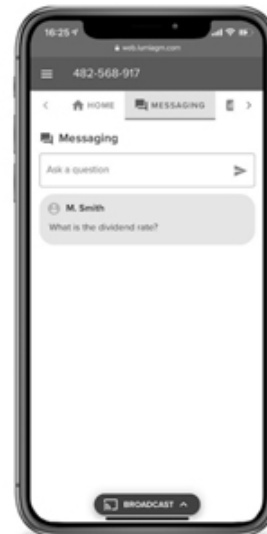 16:25
web.lumiagm.com
482-568-917
HOME
MESSAGING
Messaging
Ask a question
M. Smith
What is the dividend rate?
BROADCAST